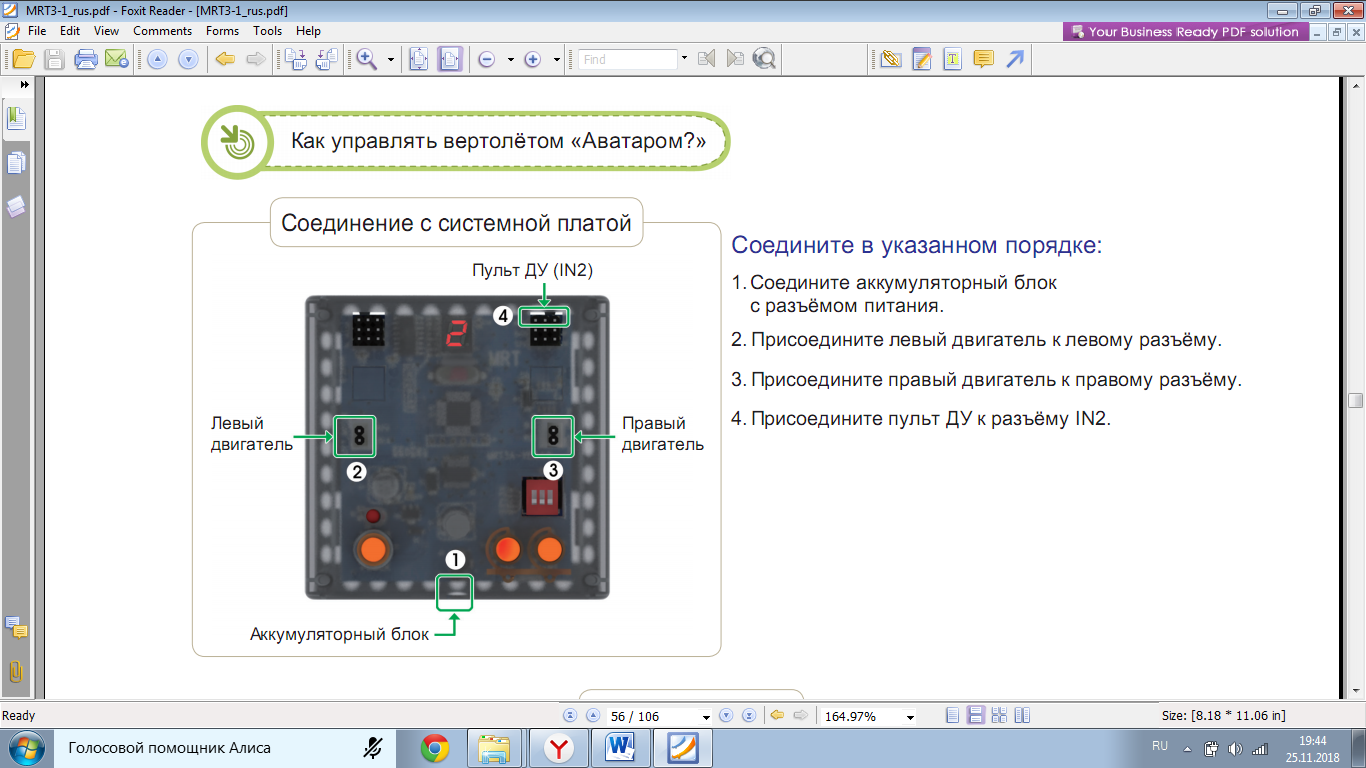 MRT3-1_rus.pdf - Foxit Reader - [MRT3-1_rus.pdf]
File Edit View Comments Forms Tools Help
Your Business Ready PDF solution
Find
Как управлять вертолётом «Аватаром?»
Соединение с системной платой
Пульт ДУ (IN2)
4
2
MRT
Левый
двигатель
Правый
двигатель
2
3
1
Аккумуляторный блок
Соедините в указанном порядке:
1. Соедините аккумуляторный блок
с разъёмом питания.
2. Присоедините левый двигатель к левому разъёму.
3. Присоедините правый двигатель к правому разъёму.
4. Присоедините пульт ДУ к разъёму IN2.
Ready
56 / 106
164.97%
Size: [8.18 * 11.06 in]
Голосовой помощник Алиса
RU
19:44
25.11.2018